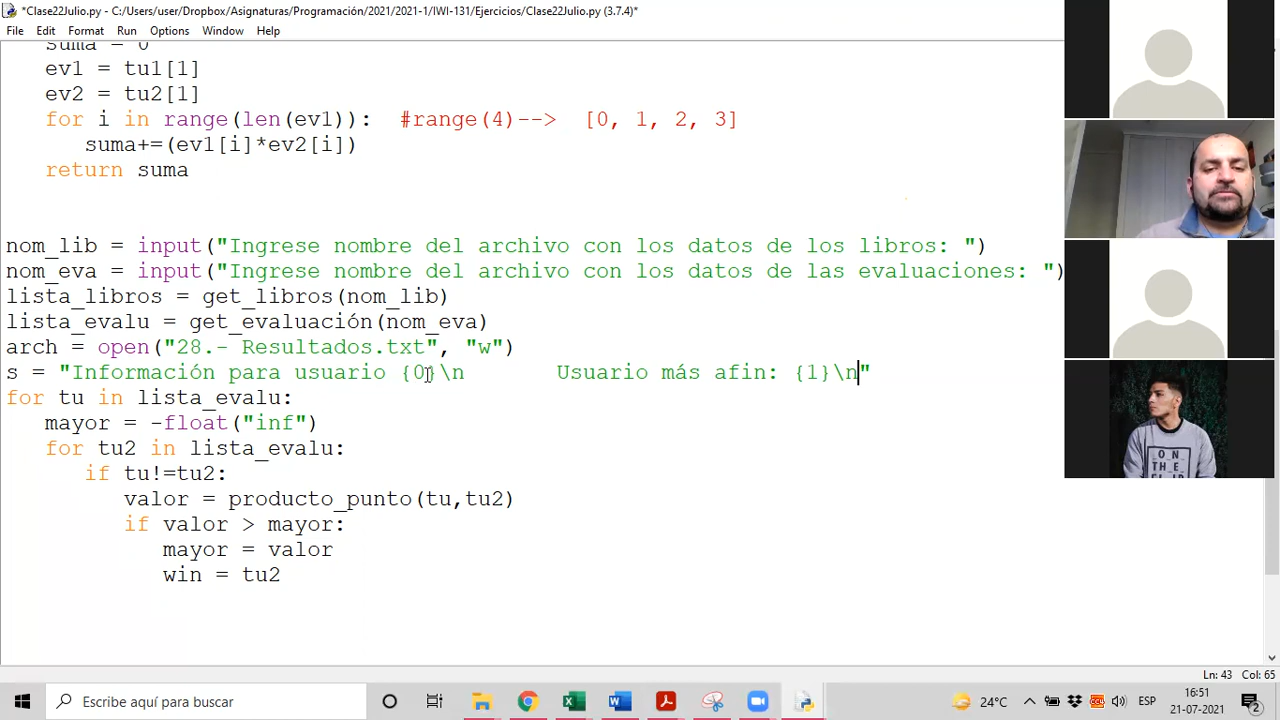 *Clase22Julio.py - C:/Users/user/Dropbox/Asignaturas/Programación/2021/2021-1/IWI-131/Ejercicios/Clase22Julio.py (3.7.4)*
File Edit Format Run Options Window Help
suma = 0
ev1 = tu1[1]
ev2 = tu2[1]
for i in range(len(ev1)): #range(4)--> [0, 1, 2, 3]
suma+=(ev1[i]*ev2[i])
return suma
nom_lib = input("Ingrese nombre del archivo con los datos de los libros: ")
nom_eva = input("Ingrese nombre del archivo con los datos de las evaluaciones: ")
lista_libros = get_libros(nom_lib)
lista_evalu = get_evaluación(nom_eva)
arch = open("28.- Resultados.txt", "w")
s = "Información para usuario {0}\n Usuario más afin: {1}\n"
for tu in lista_evalu:
mayor = -float("inf")
for tu2 in lista_evalu:
if tu!=tu2:
valor = producto_punto(tu,tu2)
if valor > mayor:
mayor = valor
win = tu2
ON
THE
Ln: 43 Col: 65
Escribe aquí para buscar
24°C
ESP
16:51
21-07-2021
2